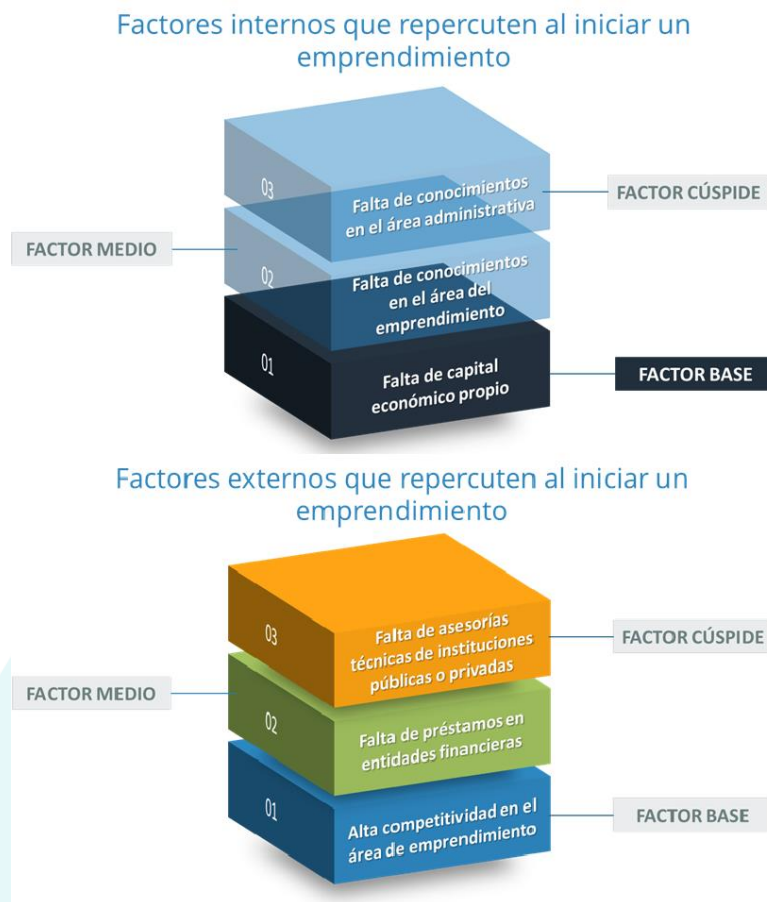 Factores internos que repercuten al iniciar un
emprendimiento
03
Falta de conocimientos
en el área administrativa
FACTOR CÚSPIDE
FACTOR MEDIO
02
Falta de conocimientos
en el área del
emprendimiento
01
Falta de capital
económico propio
FACTOR BASE
Factores externos que repercuten al iniciar un
emprendimiento
03
Falta de asesorías
técnicas de instituciones
públicas o privadas
FACTOR CÚSPIDE
FACTOR MEDIO
02
Falta de préstamos en
entidades financieras
01
Alta competitividad en el
área de emprendimiento
FACTOR BASE